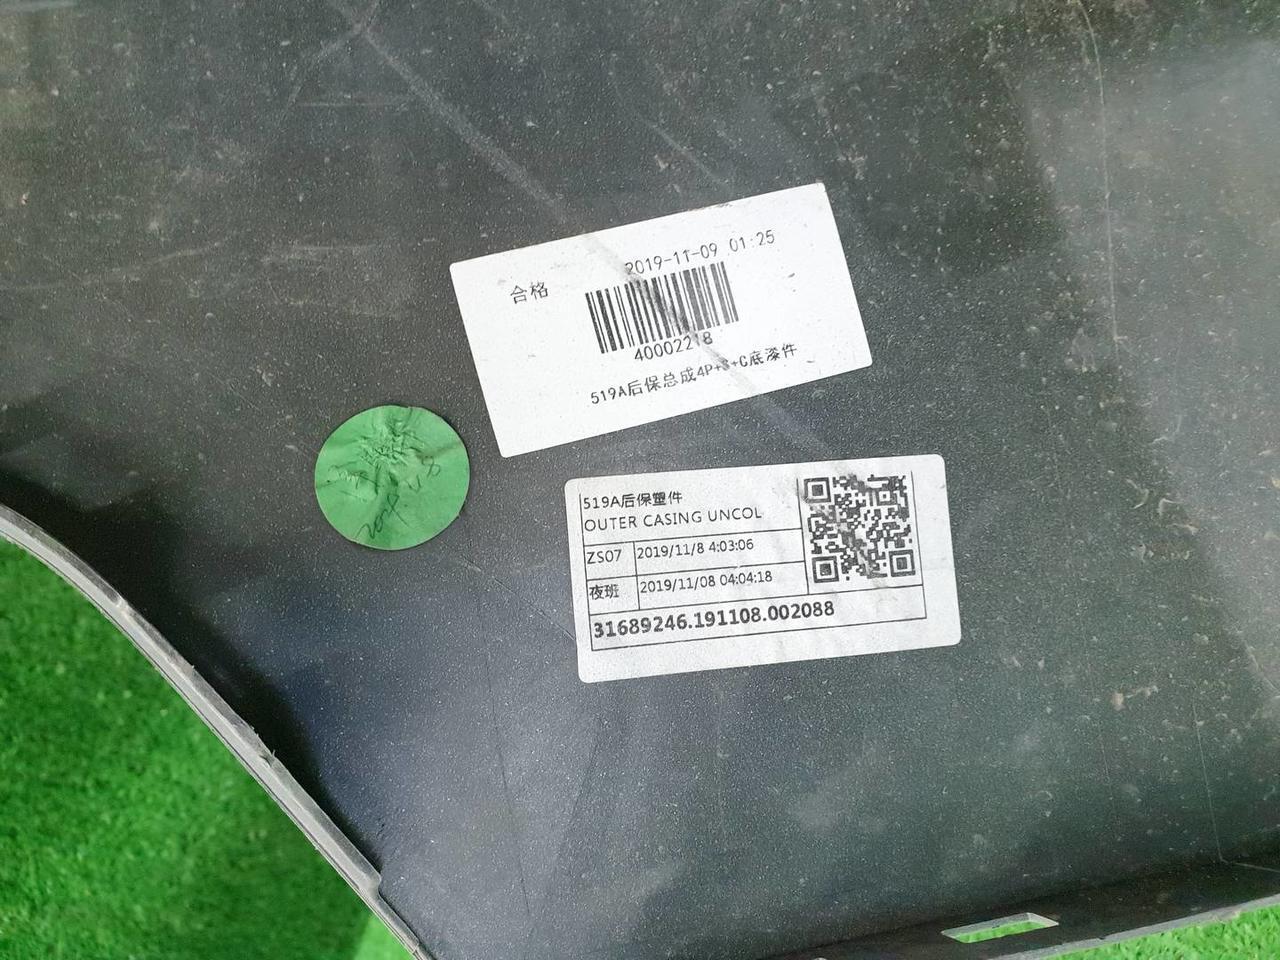 合格
2019-11-09 01:25
40002218
519A后保总成4P+S+C底漆件
519A后保塑件
OUTER CASING UNCOL
ZS07 2019/11/8 4:03:06
夜班 2019/11/08 04:04:18
31689246.191108.002088